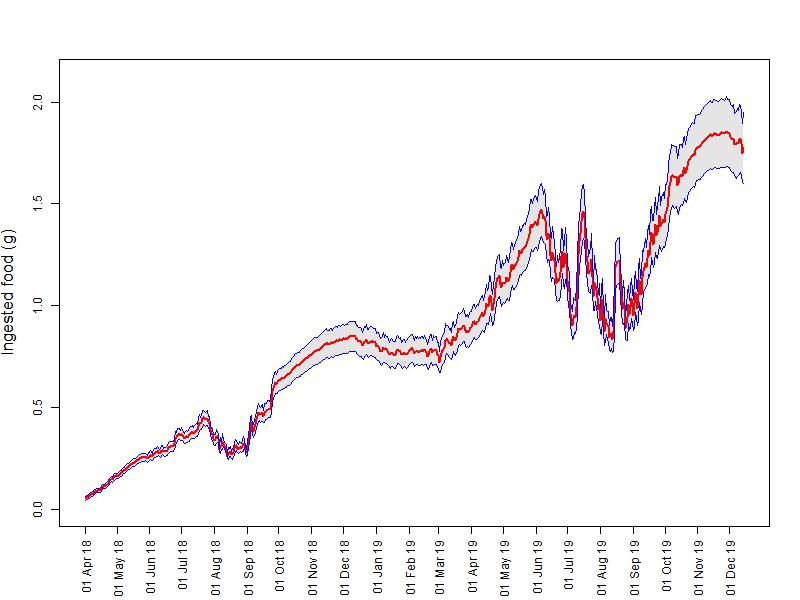 Ingested food (g)
2.0
1.5
1.0
0.5
0.0
01 Apr 18
01 May 18
01 Jun 18
01 Jul 18
01 Aug 18
01 Sep 18
01 Oct 18
01 Nov 18
01 Dec 18
01 Jan 19
01 Feb 19
01 Mar 19
01 Apr 19
01 May 19
01 Jun 19
01 Jul 19
01 Aug 19
01 Sep 19
01 Oct 19
01 Nov 19
01 Dec 19